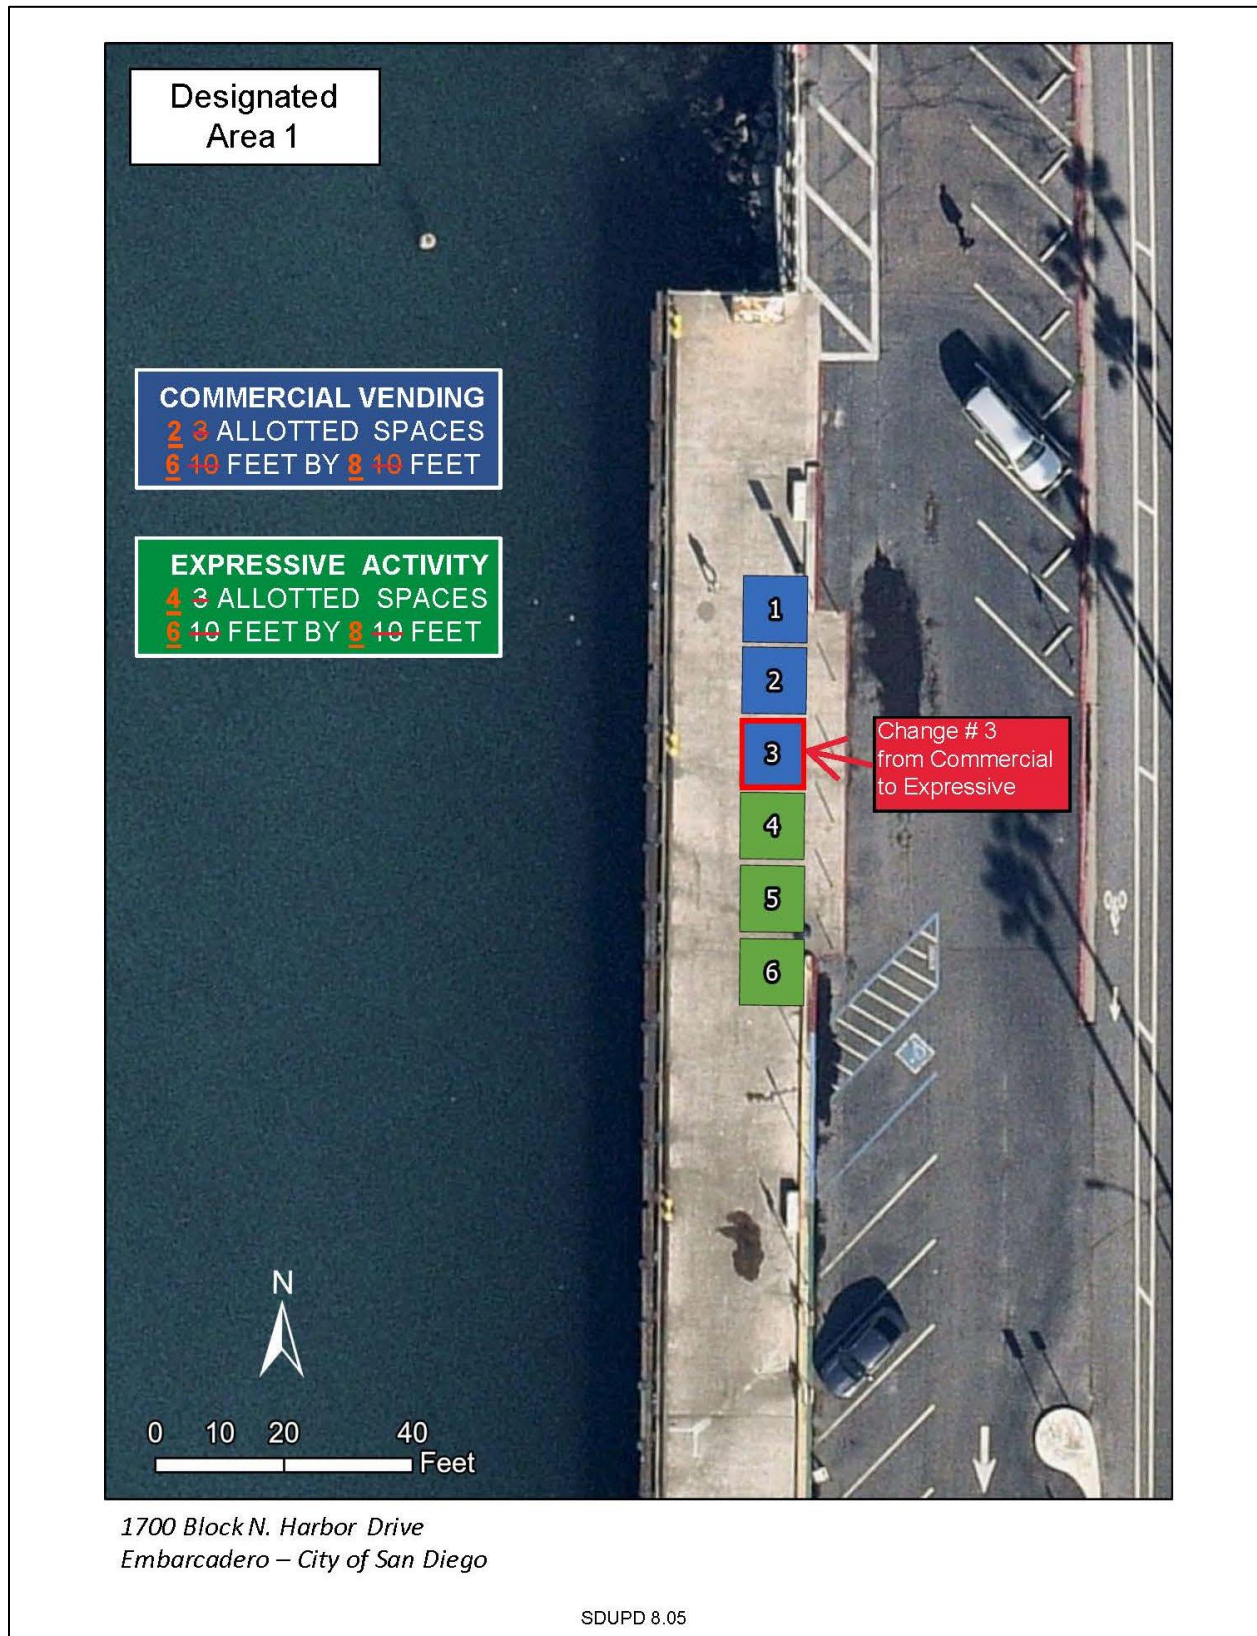 Designated
Area 1
COMMERCIAL VENDING
2 3 ALLOTTED SPACES
6 10 FEET BY 8 10 FEET
EXPRESSIVE ACTIVITY
4 3 ALLOTTED SPACES
6 10 FEET BY 8 10 FEET
1
2
3
Change # 3
from Commercial
to Expressive
4
5
6
N
0 10 20 40
Feet
1700 Block N. Harbor Drive
Embarcadero – City of San Diego
SDUPD 8.05